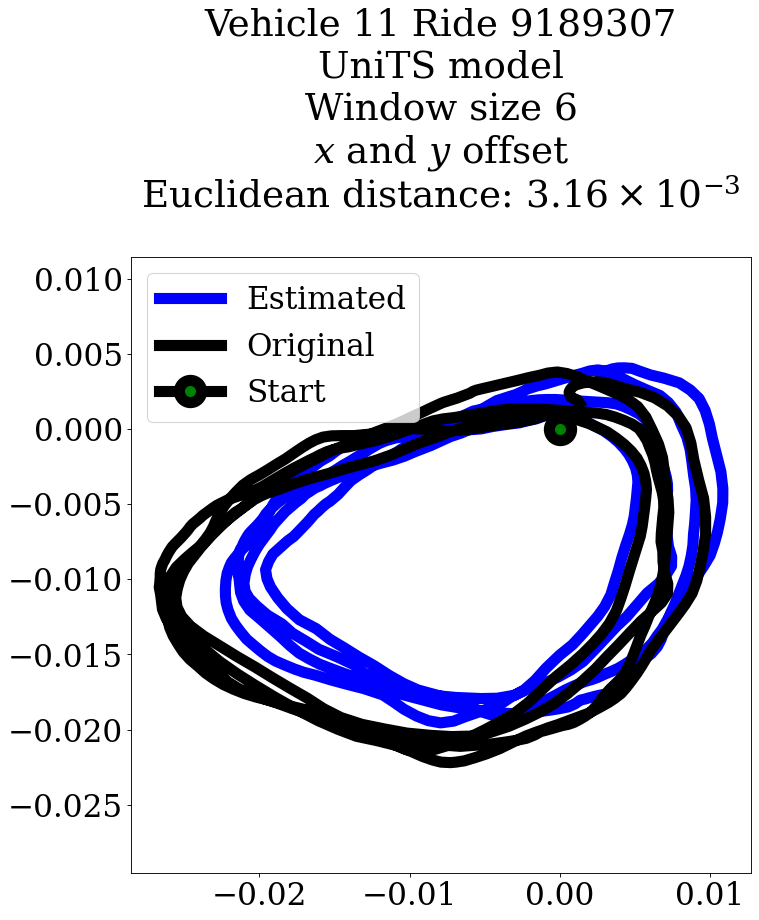 Vehicle 11 Ride 9189307
UniTS model
Window size 6
x and y offset
Euclidean distance: 3.16 × 10⁻³
Estimated
Original
Start
0.010
0.005
0.000
−0.005
−0.010
−0.015
−0.020
−0.025
−0.02
−0.01
0.00
0.01